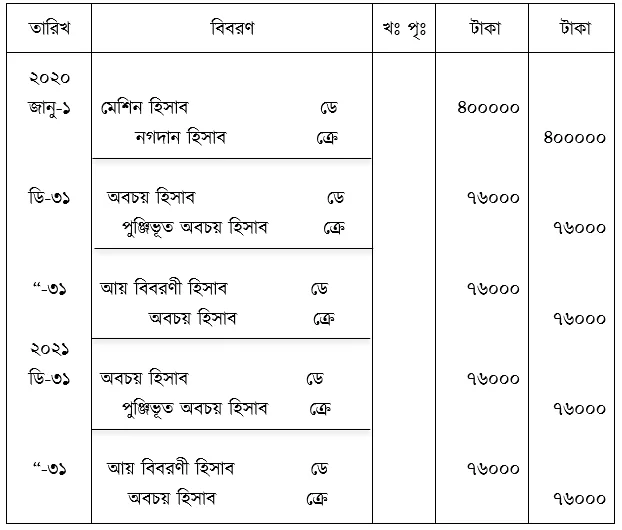 তারিখ বিবরণ খঃ পৃঃ টাকা টাকা
২০২০
জানু-১ মেশিন হিসাব ডে ৪০০০০০
নগদান হিসাব ক্রে ৪০০০০০
ডি-৩১ অবচয় হিসাব ডে ৭৬০০০
পুঞ্জিভূত অবচয় হিসাব ক্রে ৭৬০০০
“-৩১ আয় বিবরণী হিসাব ডে ৭৬০০০
অবচয় হিসাব ক্রে ৭৬০০০
২০২১
ডি-৩১ অবচয় হিসাব ডে ৭৬০০০
পুঞ্জিভূত অবচয় হিসাব ক্রে ৭৬০০০
“-৩১ আয় বিবরণী হিসাব ডে ৭৬০০০
অবচয় হিসাব ক্রে ৭৬০০০